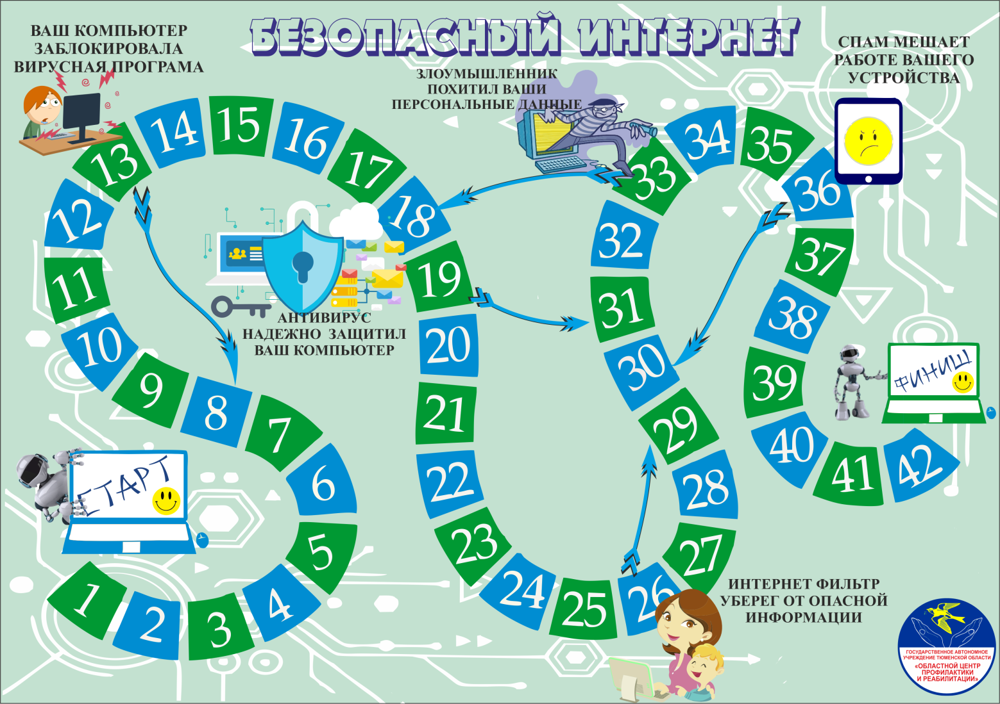 БЕЗОПАСНЫЙ ИНТЕРНЕТ
ВАШ КОМПЬЮТЕР
ЗАБЛОКИРОВАЛА
ВИРУСНАЯ ПРОГРАМА
ЗЛОУМЫШЛЕННИК
ПОХИТИЛ ВАШИ
ПЕРСОНАЛЬНЫЕ ДАННЫЕ
СПАМ МЕШАЕТ
РАБОТЕ ВАШЕГО
УСТРОЙСТВА
АНТИВИРУС
НАДЕЖНО ЗАЩИТИЛ
ВАШ КОМПЬЮТЕР
ИНТЕРНЕТ ФИЛЬТР
УБЕРЕГ ОТ ОПАСНОЙ
ИНФОРМАЦИИ
СТАРТ
1
2
3
4
5
6
7
8
9
10
11
12
13
14
15
16
17
18
19
20
21
22
23
24
25
26
27
28
29
30
31
32
33
34
35
36
37
38
39
40
41
42
ФИНИШ
ГОСУДАРСТВЕННОЕ АВТОНОМНОЕ
УЧРЕЖДЕНИЕ ТЮМЕНСКОЙ ОБЛАСТИ
«ОБЛАСТНОЙ ЦЕНТР
ПРОФИЛАКТИКИ
И РЕАБИЛИТАЦИИ»